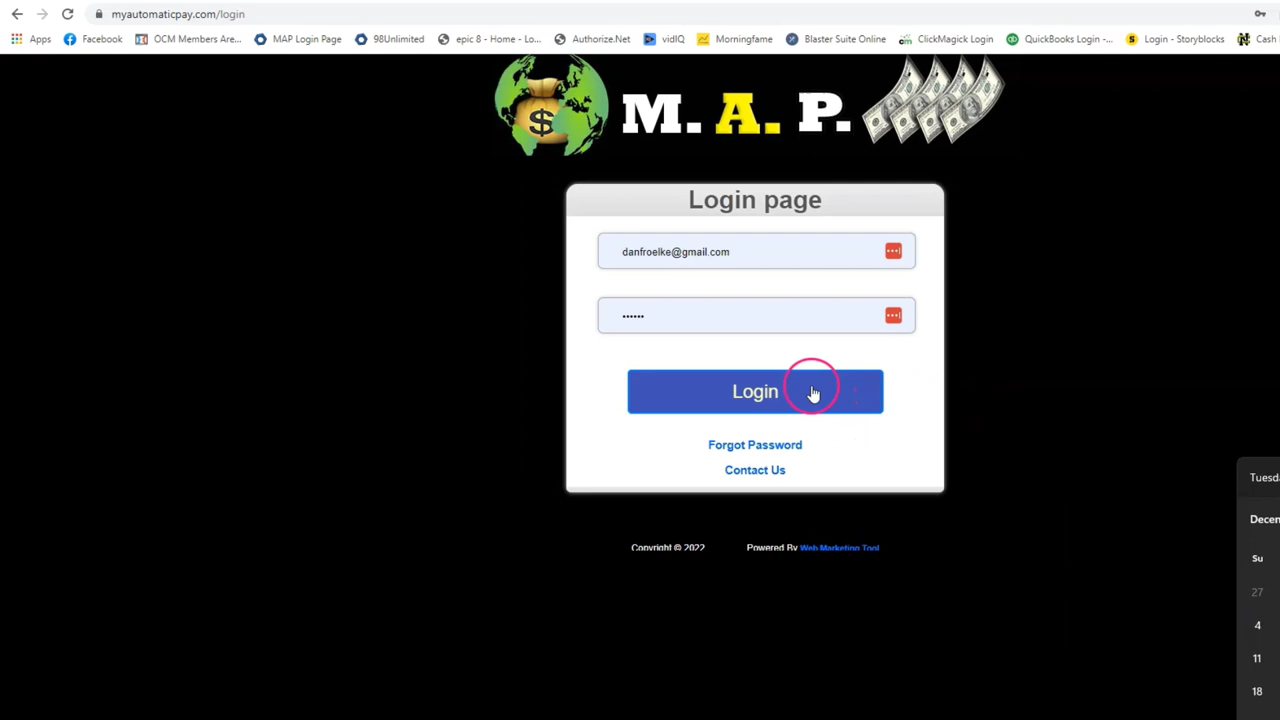 myautomaticpay.com/login
Apps Facebook OCM Members Are... MAP Login Page 98Unlimited epic 8 - Home - Lo... Authorize.Net vidIQ Morningfame Blaster Suite Online ClickMagick Login QuickBooks Login -... Login - Storyblocks Cash
$ M. A. P.
Login page
danfroelke@gmail.com
••••••
Login
Forgot Password
Contact Us
Tuesda
Decen
Copyright © 2022 Powered By Web Marketing Tool
Su
27
4
11
18